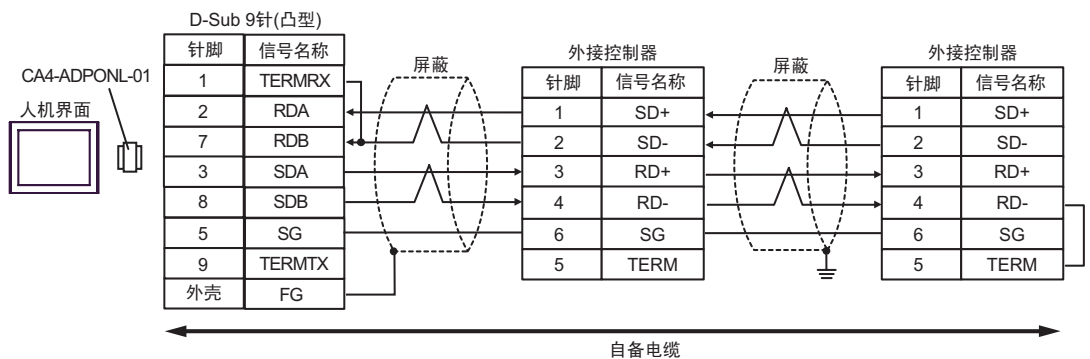 D-Sub 9针(凸型)
CA4-ADPONL-01
人机界面
针脚 信号名称
1 TERMRX
2 RDA
7 RDB
3 SDA
8 SDB
5 SG
9 TERMTX
外壳 FG
屏蔽
外接控制器
针脚 信号名称
1 SD+
2 SD-
3 RD+
4 RD-
6 SG
5 TERM
屏蔽
外接控制器
针脚 信号名称
1 SD+
2 SD-
3 RD+
4 RD-
6 SG
5 TERM
自备电缆